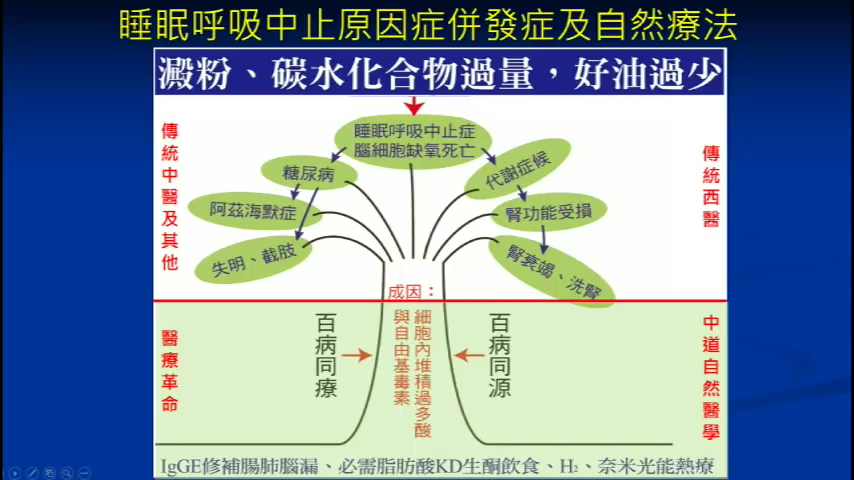 睡眠呼吸中止原因症併發症及自然療法
澱粉、碳水化合物過量，好油過少
睡眠呼吸中止症
腦細胞缺氧死亡
糖尿病
代謝症候
阿茲海默症
腎功能受損
失明、截肢
腎衰竭、洗腎
傳統中醫及其他
傳統西醫
成因：
細胞內堆積過多酸
與自由基毒素
百病同療
百病同源
醫療革命
中道自然醫學
IgGE修補腸肺腦漏、必需脂肪酸KD生酮飲食、H₂、奈米光能熱療